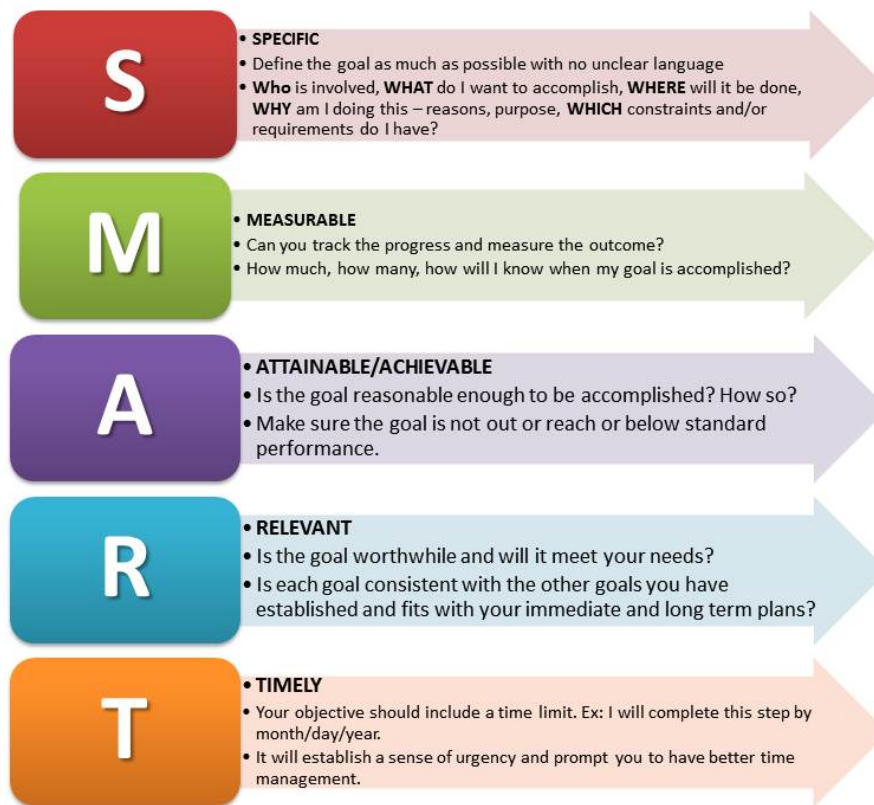 S
• SPECIFIC
• Define the goal as much as possible with no unclear language
• Who is involved, WHAT do I want to accomplish, WHERE will it be done,
WHY am I doing this – reasons, purpose, WHICH constraints and/or
requirements do I have?
M
• MEASURABLE
• Can you track the progress and measure the outcome?
• How much, how many, how will I know when my goal is accomplished?
A
• ATTAINABLE/ACHIEVABLE
• Is the goal reasonable enough to be accomplished? How so?
• Make sure the goal is not out or reach or below standard
performance.
R
• RELEVANT
• Is the goal worthwhile and will it meet your needs?
• Is each goal consistent with the other goals you have
established and fits with your immediate and long term plans?
T
• TIMELY
• Your objective should include a time limit. Ex: I will complete this step by
month/day/year.
• It will establish a sense of urgency and prompt you to have better time
management.